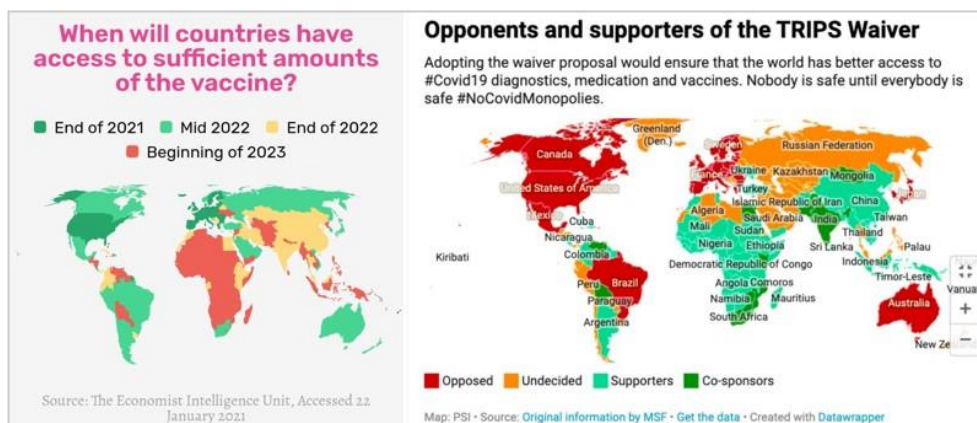 When will countries have
access to sufficient amounts
of the vaccine?
End of 2021 Mid 2022 End of 2022
Beginning of 2023
Source: The Economist Intelligence Unit, Accessed 22
January 2021
Opponents and supporters of the TRIPS Waiver
Adopting the waiver proposal would ensure that the world has better access to
#Covid19 diagnostics, medication and vaccines. Nobody is safe until everybody is
safe #NoCovidMonopolies.
Greenland
(Den.)
Sweden
Russian Federation
Canada
Ukraine
Kazakhstan
Mongolia
France
United States of America
Turkey
Japan
Islamic Republic of Iran
China
Algeria
Mexico
Cuba
Saudi Arabia
India
Taiwan
Mali
Sudan
Thailand
Nicaragua
Nigeria
Ethiopia
Sri Lanka
Palau
Kiribati
Colombia
Democratic Republic of Congo
Indonesia
Timor-Leste
Peru
Brazil
Angola
Comoros
Vanua
Paraguay
Namibia
Mauritius
Australia
Argentina
South Africa
New Ze
Opposed Undecided Supporters Co-sponsors
Map: PSI • Source: Original information by MSF • Get the data • Created with Datawrapper